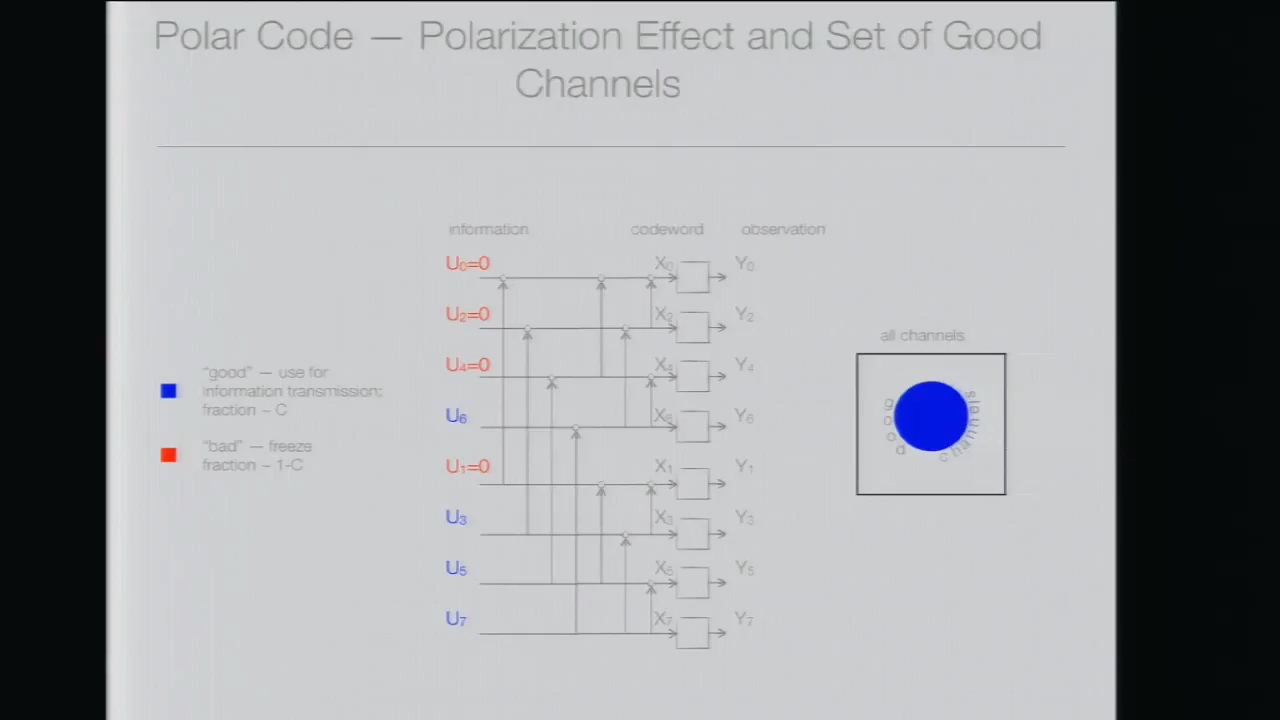 Polar Code — Polarization Effect and Set of Good
Channels
information codeword observation
U₀=0 X₀ Y₀
U₂=0 X₂ Y₂
U₄=0 X₄ Y₄
U₆ X₆ Y₆
U₁=0 X₁ Y₁
U₃ X₃ Y₃
U₅ X₅ Y₅
U₇ X₇ Y₇
"good" — use for
information transmission;
fraction ~ C
"bad" — freeze
fraction ~ 1-C
all channels
good channels